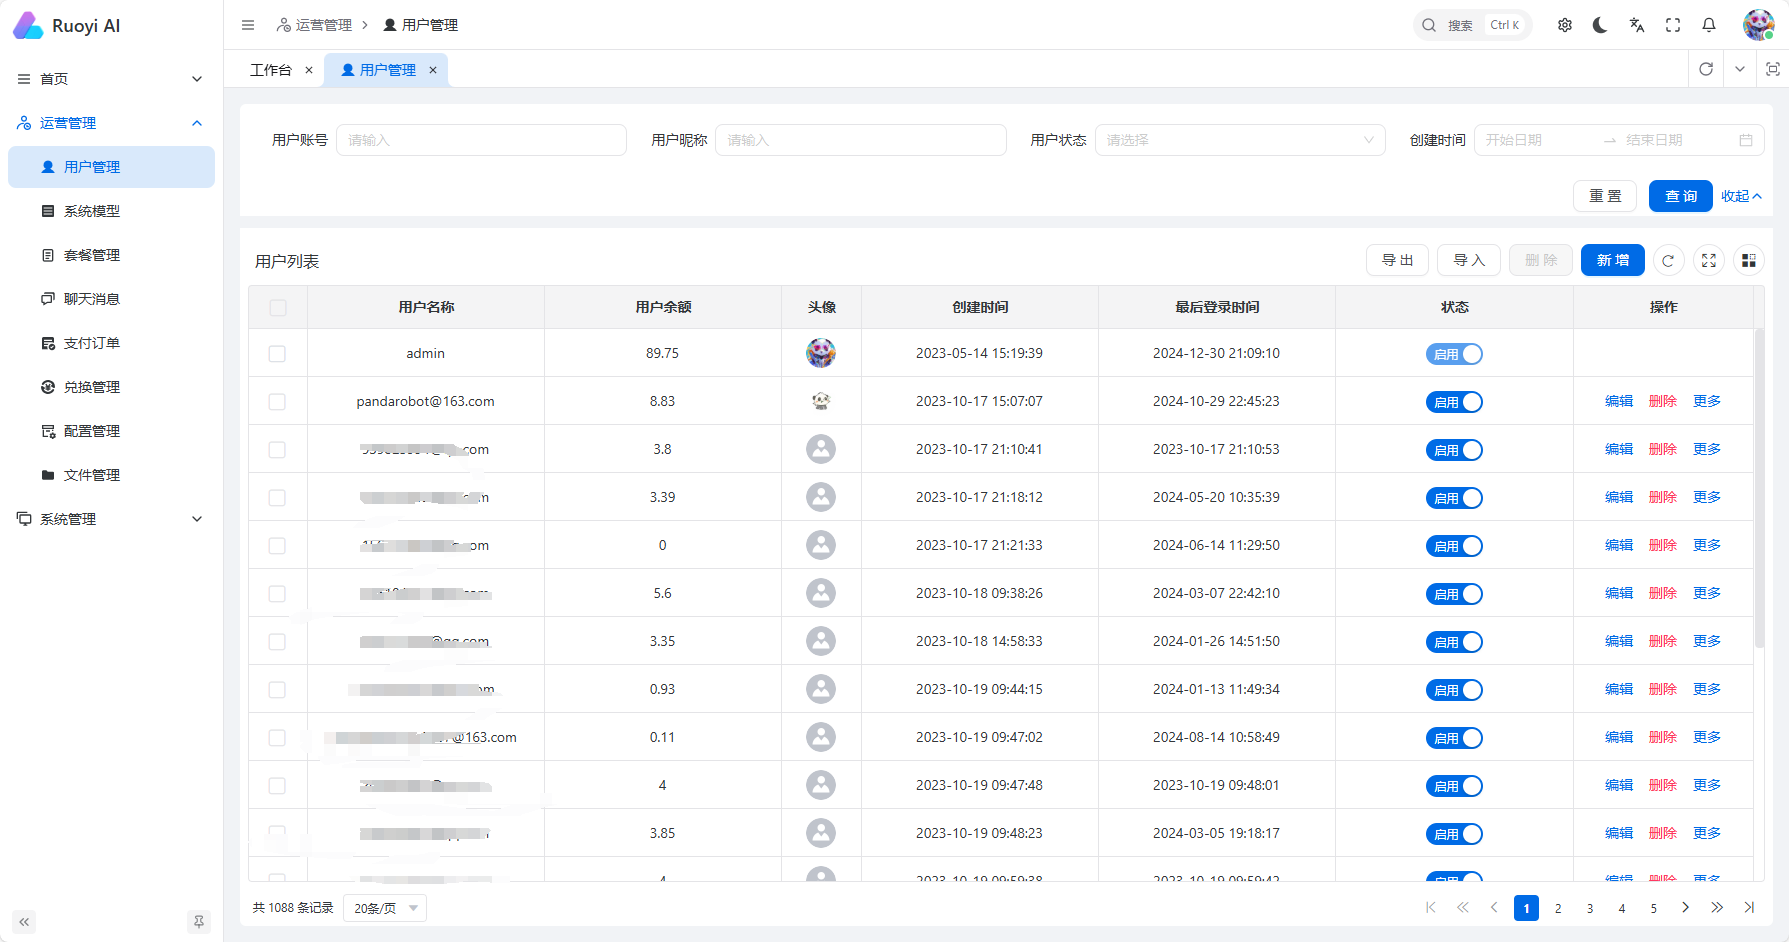 Ruoyi AI
运营管理
用户管理
搜索
Ctrl K
工作台
用户管理
首页
运营管理
用户管理
系统模型
套餐管理
聊天消息
支付订单
兑换管理
配置管理
文件管理
系统管理
用户账号 请输入
用户昵称 请输入
用户状态 请选择
创建时间 开始日期 结束日期
重 置 查 询 收起
用户列表
导 出 导 入 删 除 新 增
用户名称 用户余额 头像 创建时间 最后登录时间 状态 操作
admin 89.75 2023-05-14 15:19:39 2024-12-30 21:09:10 启用
pandarobot@163.com 8.83 2023-10-17 15:07:07 2024-10-29 22:45:23 启用 编辑 删除 更多
.com 3.8 2023-10-17 21:10:41 2023-10-17 21:10:53 启用 编辑 删除 更多
3.39 2023-10-17 21:18:12 2024-05-20 10:35:39 启用 编辑 删除 更多
0 2023-10-17 21:21:33 2024-06-14 11:29:50 启用 编辑 删除 更多
5.6 2023-10-18 09:38:26 2024-03-07 22:42:10 启用 编辑 删除 更多
@qq.com 3.35 2023-10-18 14:58:33 2024-01-26 14:51:50 启用 编辑 删除 更多
0.93 2023-10-19 09:44:15 2024-01-13 11:49:34 启用 编辑 删除 更多
@163.com 0.11 2023-10-19 09:47:02 2024-08-14 10:58:49 启用 编辑 删除 更多
4 2023-10-19 09:47:48 2023-10-19 09:48:01 启用 编辑 删除 更多
3.85 2023-10-19 09:48:23 2024-03-05 19:18:17 启用 编辑 删除 更多
4 2023-10-19 09:59:38 2023-10-19 09:59:42 启用 编辑 删除 更多
共 1088 条记录 20条/页 1 2 3 4 5